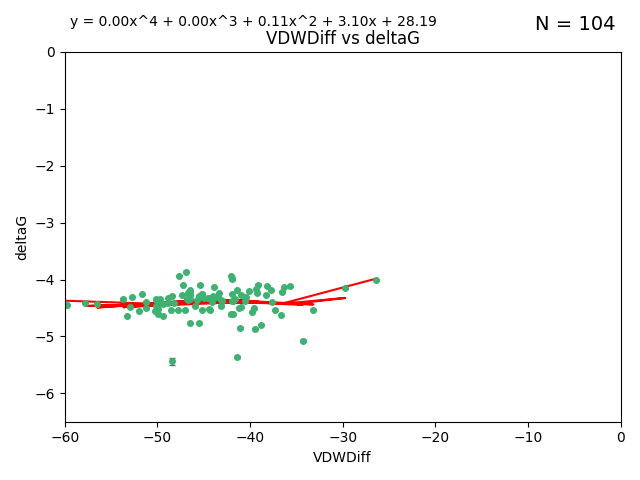 y = 0.00x^4 + 0.00x^3 + 0.11x^2 + 3.10x + 28.19
N = 104
VDWDiff vs deltaG
0
−1
−2
−3
−4
−5
−6
deltaG
−60 −50 −40 −30 −20 −10 0
VDWDiff